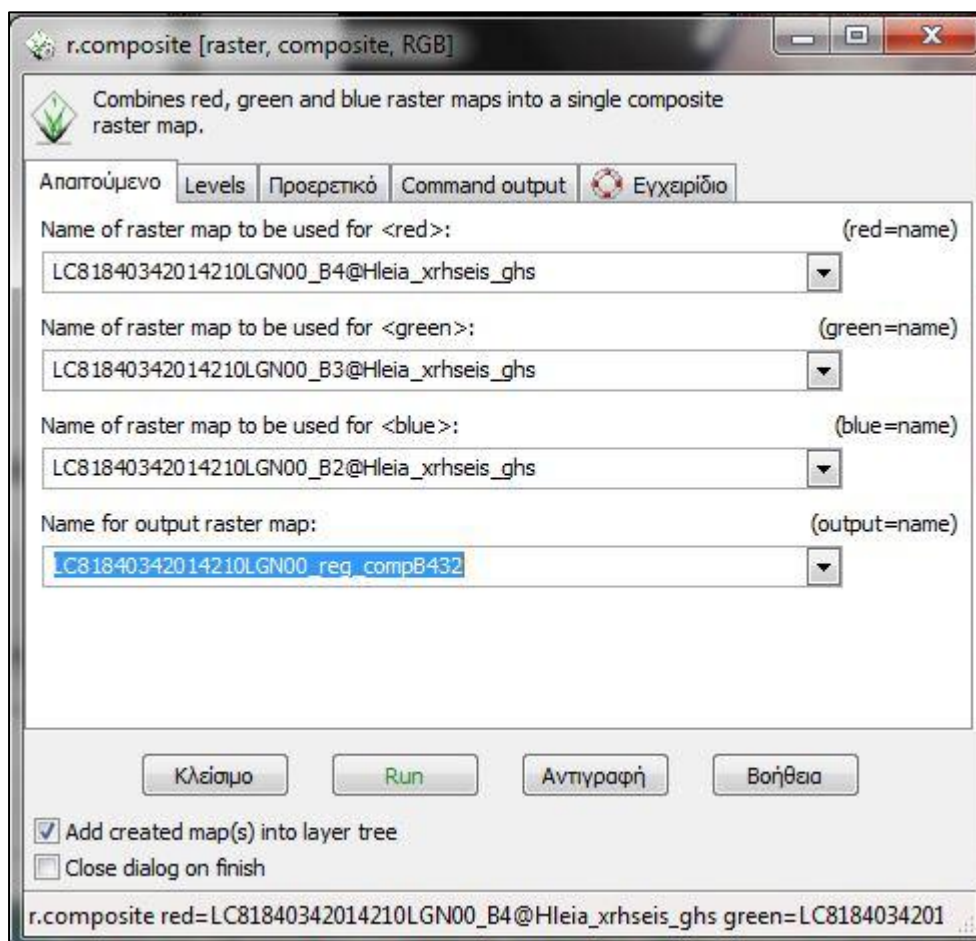 r.composite [raster, composite, RGB]
Combines red, green and blue raster maps into a single composite
raster map.
Απαιτούμενο Levels Προερετικό Command output Εγχειρίδιο
Name of raster map to be used for <red>: (red=name)
LC81840342014210LGN00_B4@Hleia_xrhseis_ghs
Name of raster map to be used for <green>: (green=name)
LC81840342014210LGN00_B3@Hleia_xrhseis_ghs
Name of raster map to be used for <blue>: (blue=name)
LC81840342014210LGN00_B2@Hleia_xrhseis_ghs
Name for output raster map: (output=name)
LC81840342014210LGN00_reg_compB432
Κλείσιμο Run Αντιγραφή Βοήθεια
Add created map(s) into layer tree
Close dialog on finish
r.composite red=LC81840342014210LGN00_B4@Hleia_xrhseis_ghs green=LC8184034201